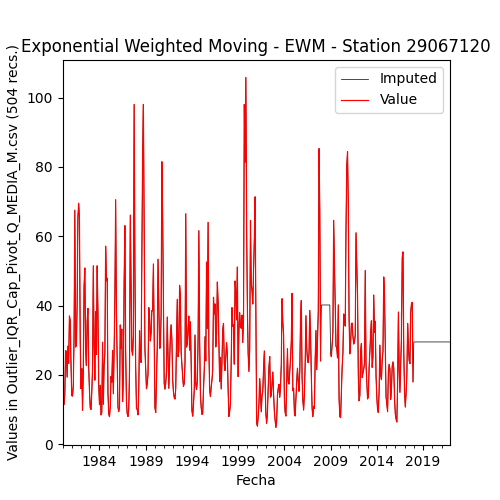 Exponential Weighted Moving - EWM - Station 29067120
Imputed
Value
Values in Outlier_IQR_Cap_Pivot_Q_MEDIA_M.csv (504 recs.)
100
80
60
40
20
0
1984 1989 1994 1999 2004 2009 2014 2019
Fecha